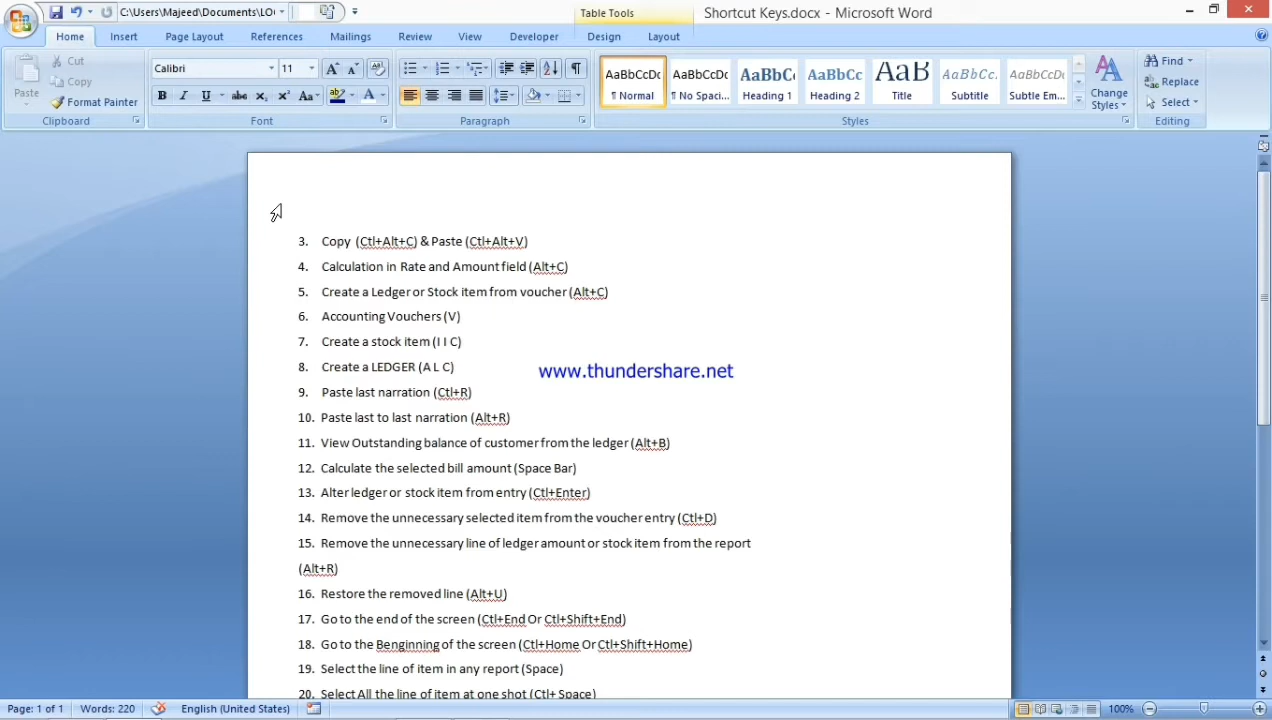 C:\Users\Majeed\Documents\LO
Table Tools
Shortcut Keys.docx - Microsoft Word
Home Insert Page Layout References Mailings Review View Developer Design Layout
Paste
Cut
Copy
Format Painter
Clipboard
Calibri 11
Font
Paragraph
AaBbCcDc AaBbCcDc AaBbCc AaBbCc AaB AaBbCc. AaBbCcDc
¶ Normal ¶ No Spaci... Heading 1 Heading 2 Title Subtitle Subtle Em...
Change
Styles
Styles
Find
Replace
Select
Editing
3. Copy (Ctl+Alt+C) & Paste (Ctl+Alt+V)
4. Calculation in Rate and Amount field (Alt+C)
5. Create a Ledger or Stock item from voucher (Alt+C)
6. Accounting Vouchers (V)
7. Create a stock item (I I C)
8. Create a LEDGER (A L C)
www.thundershare.net
9. Paste last narration (Ctl+R)
10. Paste last to last narration (Alt+R)
11. View Outstanding balance of customer from the ledger (Alt+B)
12. Calculate the selected bill amount (Space Bar)
13. Alter ledger or stock item from entry (Ctl+Enter)
14. Remove the unnecessary selected item from the voucher entry (Ctl+D)
15. Remove the unnecessary line of ledger amount or stock item from the report
(Alt+R)
16. Restore the removed line (Alt+U)
17. Go to the end of the screen (Ctl+End Or Ctl+Shift+End)
18. Go to the Benginning of the screen (Ctl+Home Or Ctl+Shift+Home)
19. Select the line of item in any report (Space)
20. Select All the line of item at one shot (Ctl+ Space)
Page: 1 of 1 Words: 220 English (United States) 100%